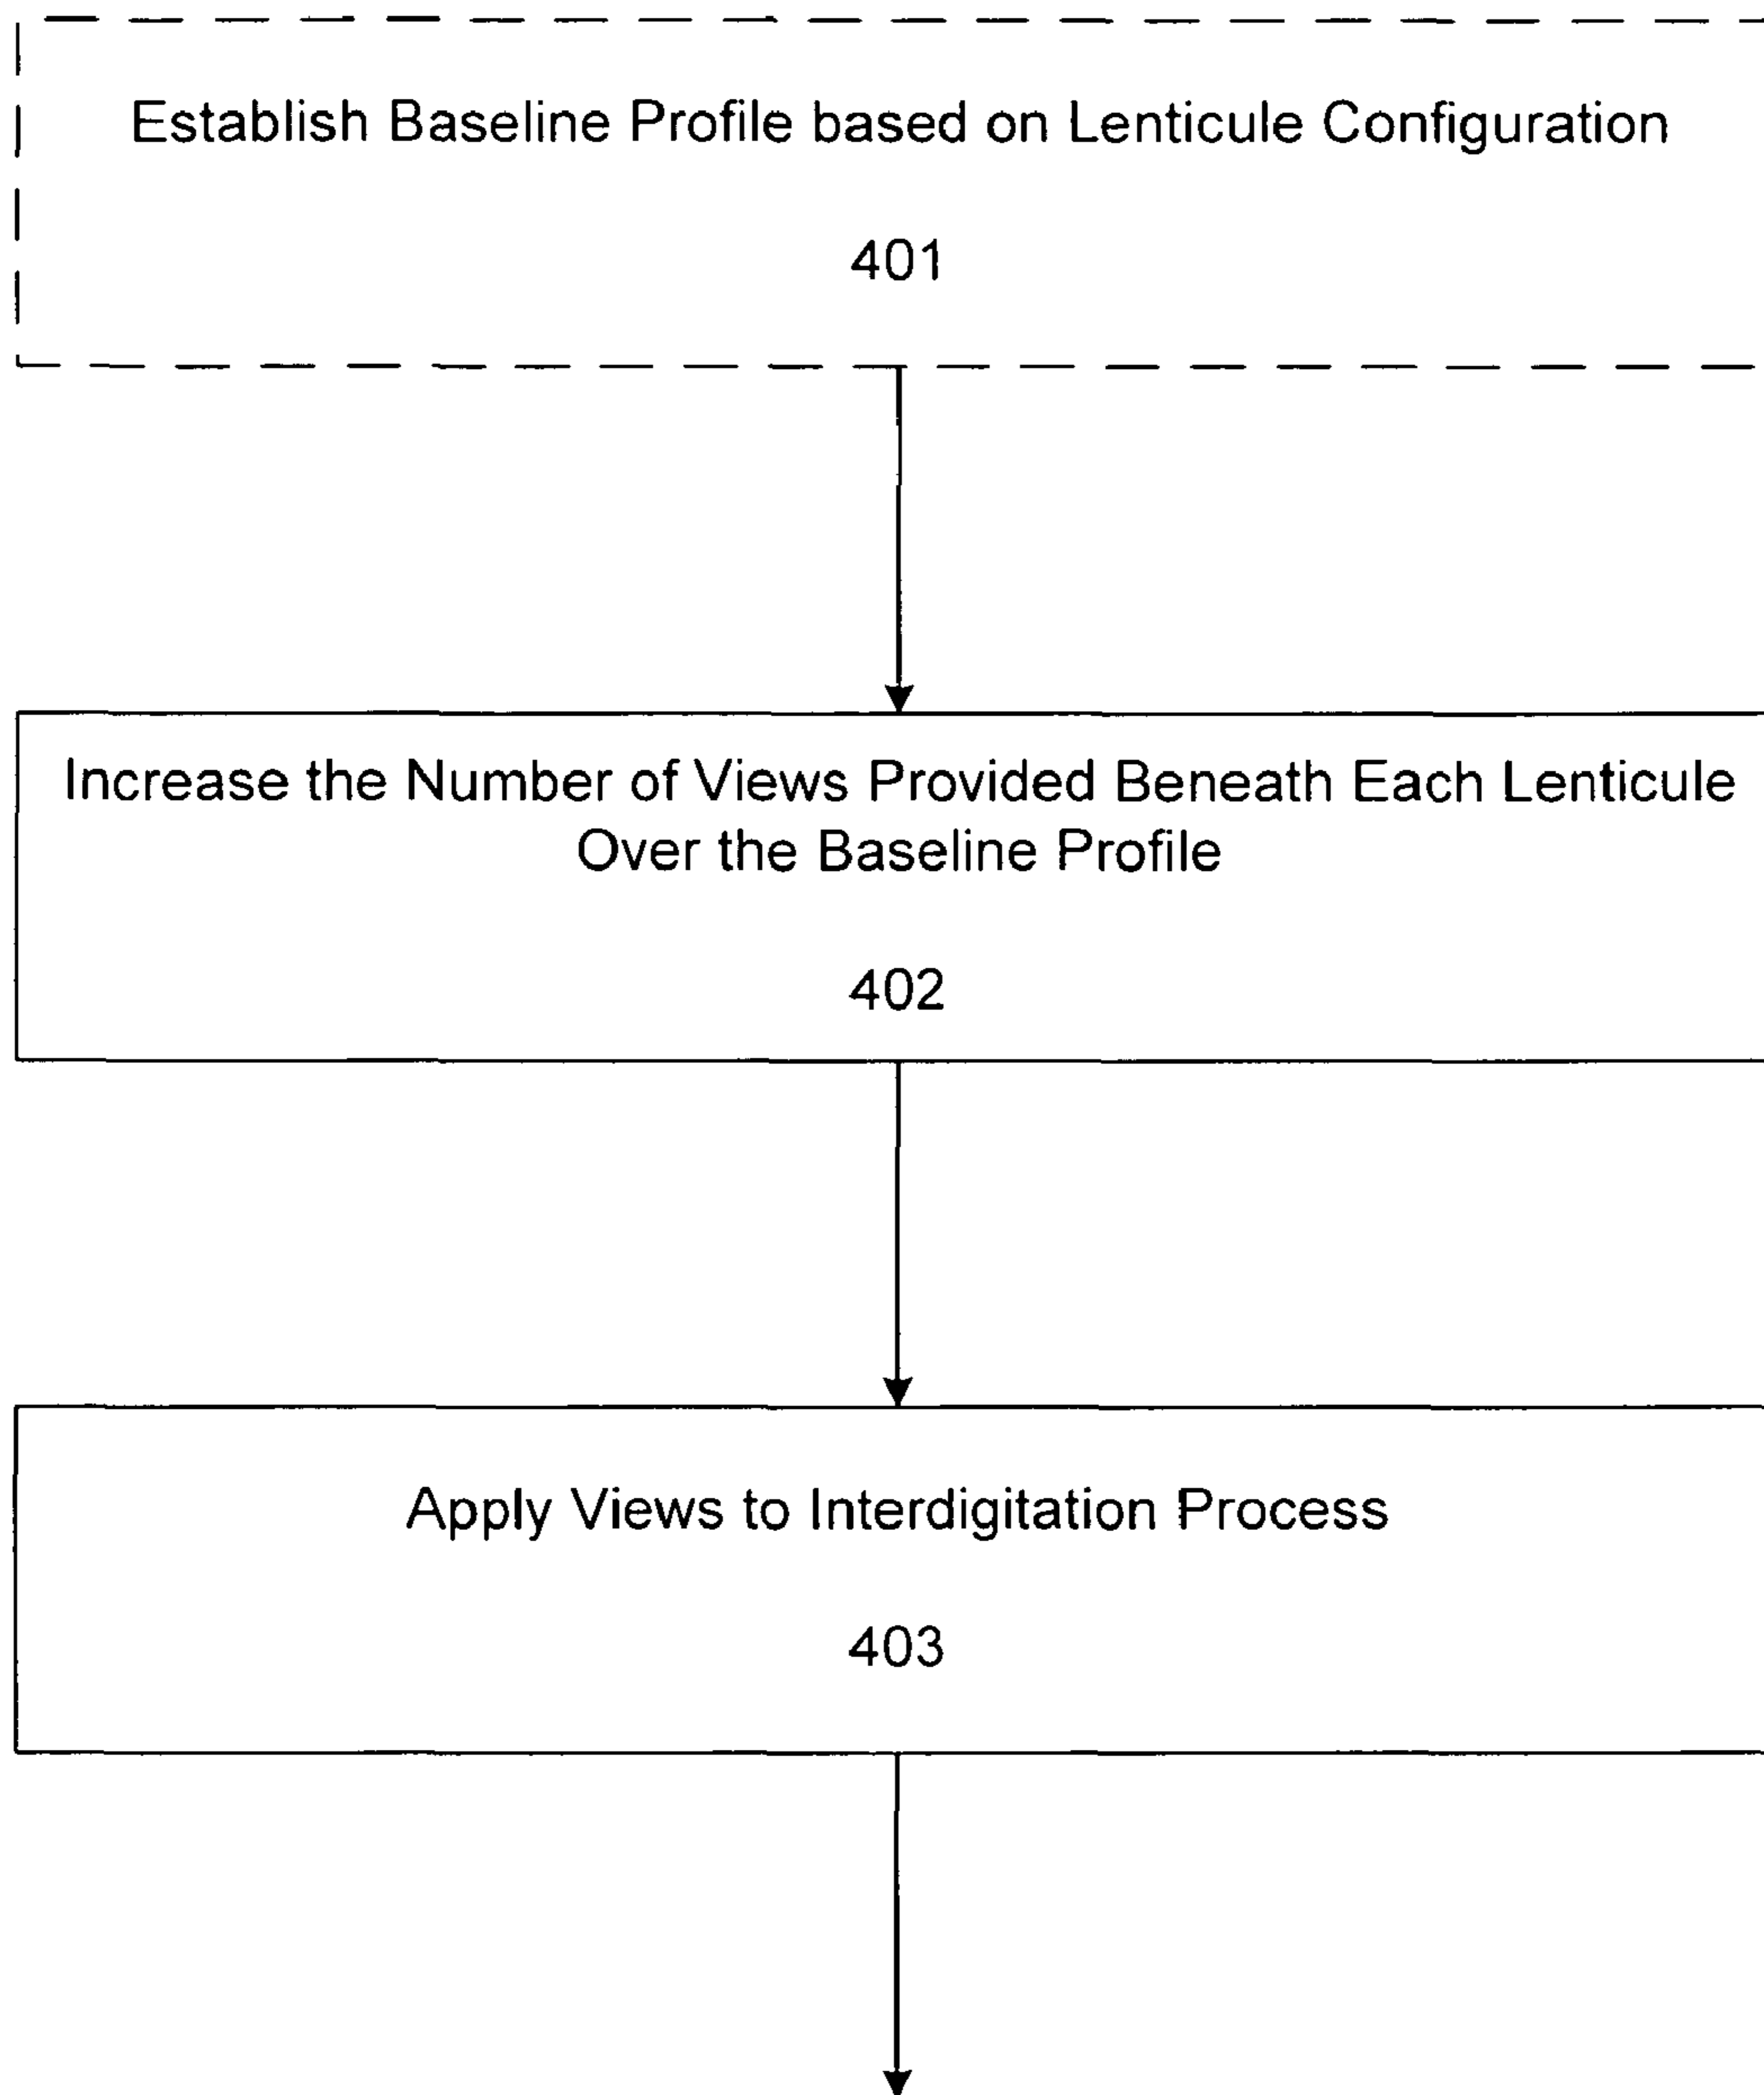 Establish Baseline Profile based on Lenticule Configuration
401
Increase the Number of Views Provided Beneath Each Lenticule
Over the Baseline Profile
402
Apply Views to Interdigitation Process
403